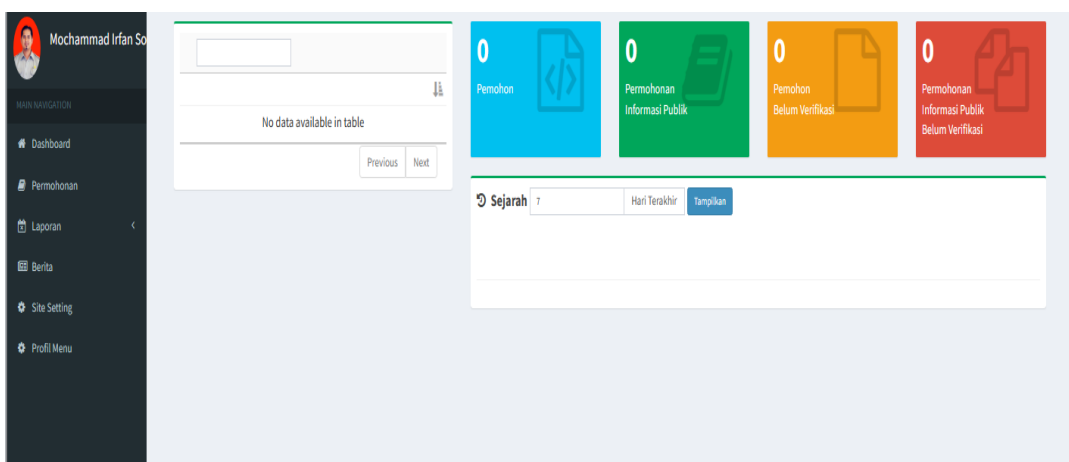 Mochammad Irfan So
MAIN NAVIGATION
Dashboard
Permohonan
Laporan
Berita
Site Setting
Profil Menu
No data available in table
Previous Next
0
Pemohon
0
Permohonan
Informasi Publik
0
Pemohon
Belum Verifikasi
0
Permohonan
Informasi Publik
Belum Verifikasi
Sejarah 7 Hari Terakhir Tampilkan